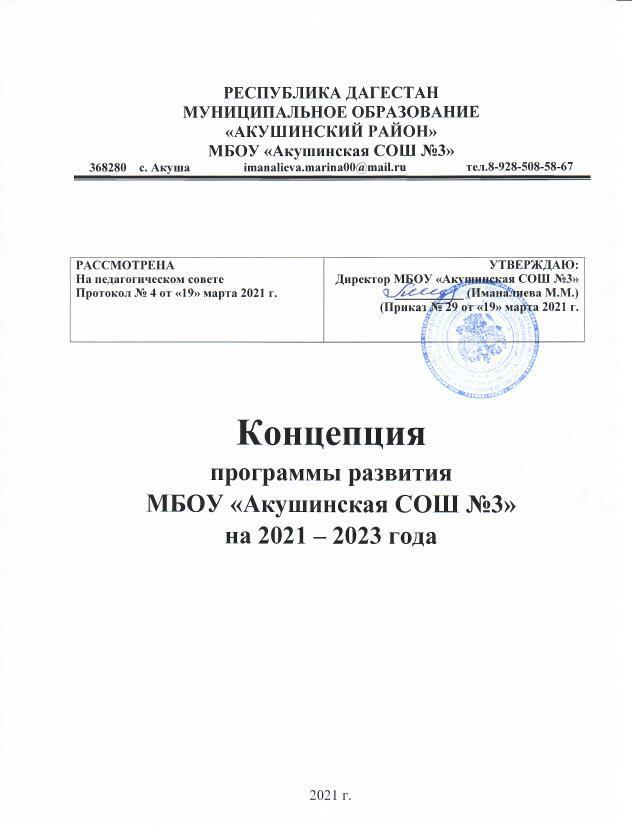 РЕСПУБЛИКА ДАГЕСТАН
МУНИЦИПАЛЬНОЕ ОБРАЗОВАНИЕ
«АКУШИНСКИЙ РАЙОН»
МБОУ «Акушинская СОШ №3»
368280 с. Акуша imanalieva.marina00@mail.ru тел.8-928-508-58-67
РАССМОТРЕНА
На педагогическом совете
Протокол № 4 от «19» марта 2021 г.
УТВЕРЖДАЮ:
Директор МБОУ «Акушинская СОШ №3»
(Иманалиева М.М.)
(Приказ № 29 от «19» марта 2021 г.
Концепция
программы развития
МБОУ «Акушинская СОШ №3»
на 2021 – 2023 года
2021 г.